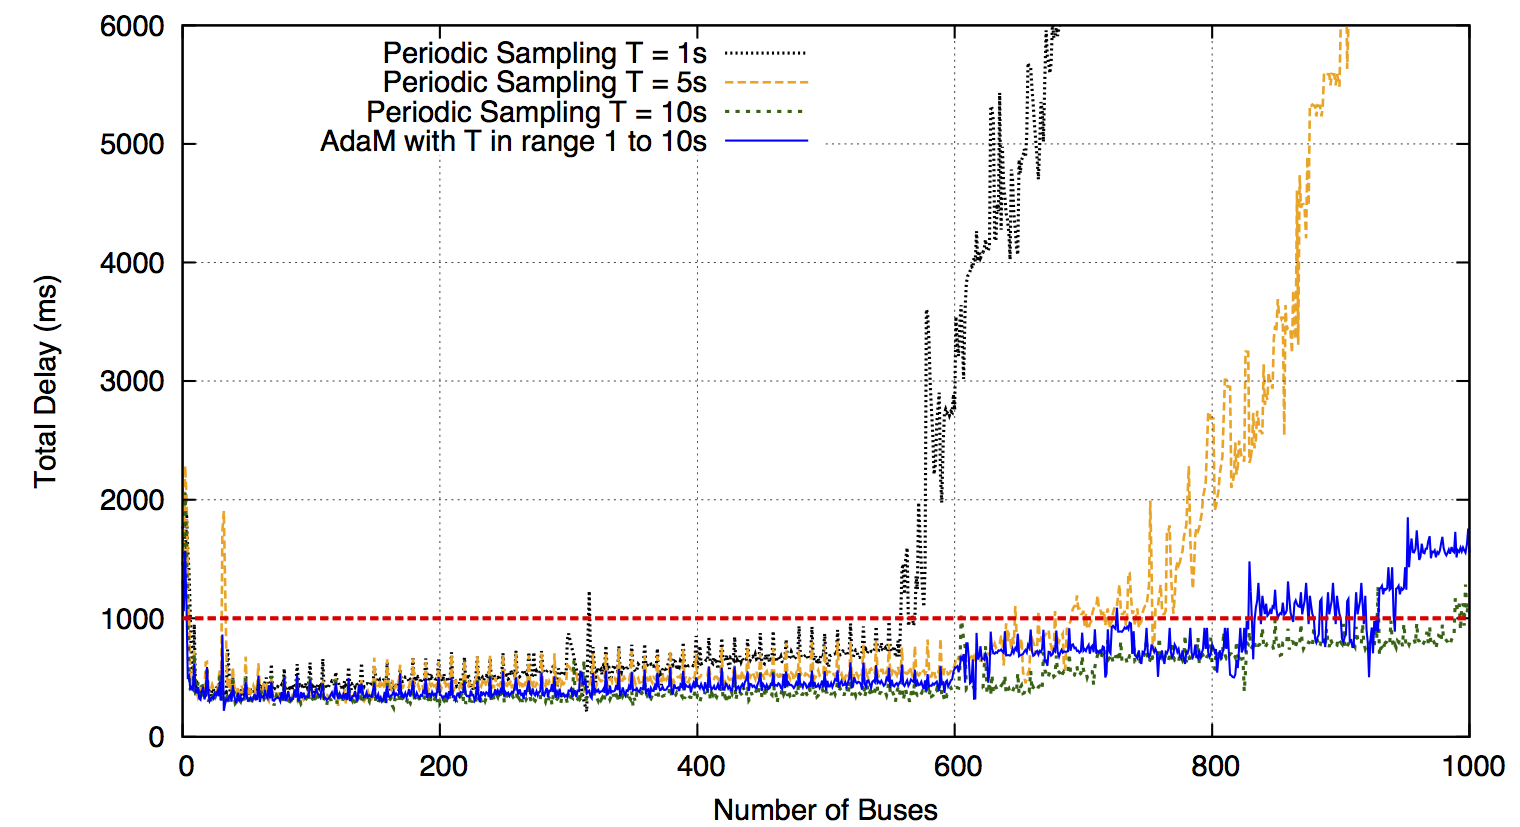 6000
5000
4000
3000
2000
1000
0
Total Delay (ms)
Periodic Sampling T = 1s
Periodic Sampling T = 5s
Periodic Sampling T = 10s
AdaM with T in range 1 to 10s
0 200 400 600 800 1000
Number of Buses